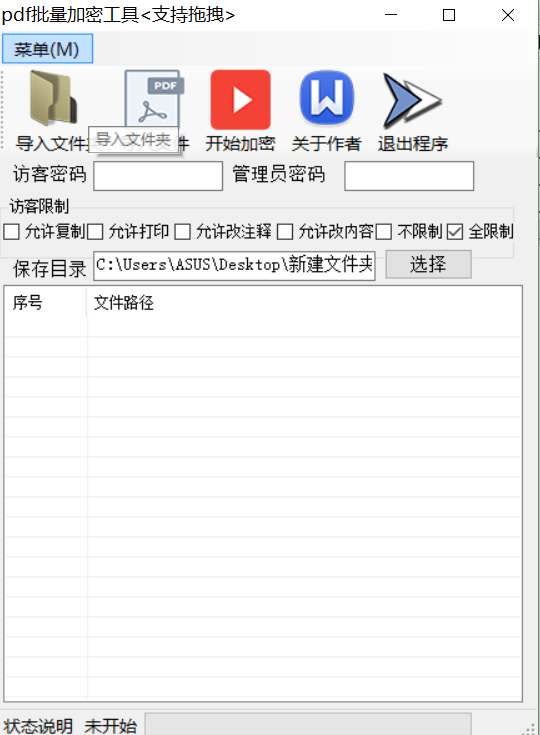 pdf批量加密工具<支持拖拽>
菜单(M)
PDF
导入文件 件 开始加密 关于作者 退出程序
导入文件夹
访客密码 管理员密码
访客限制
允许复制 允许打印 允许改注释 允许改内容 不限制 全限制
保存目录 C:\Users\ASUS\Desktop\新建文件夹 选择
序号 文件路径
状态说明 未开始